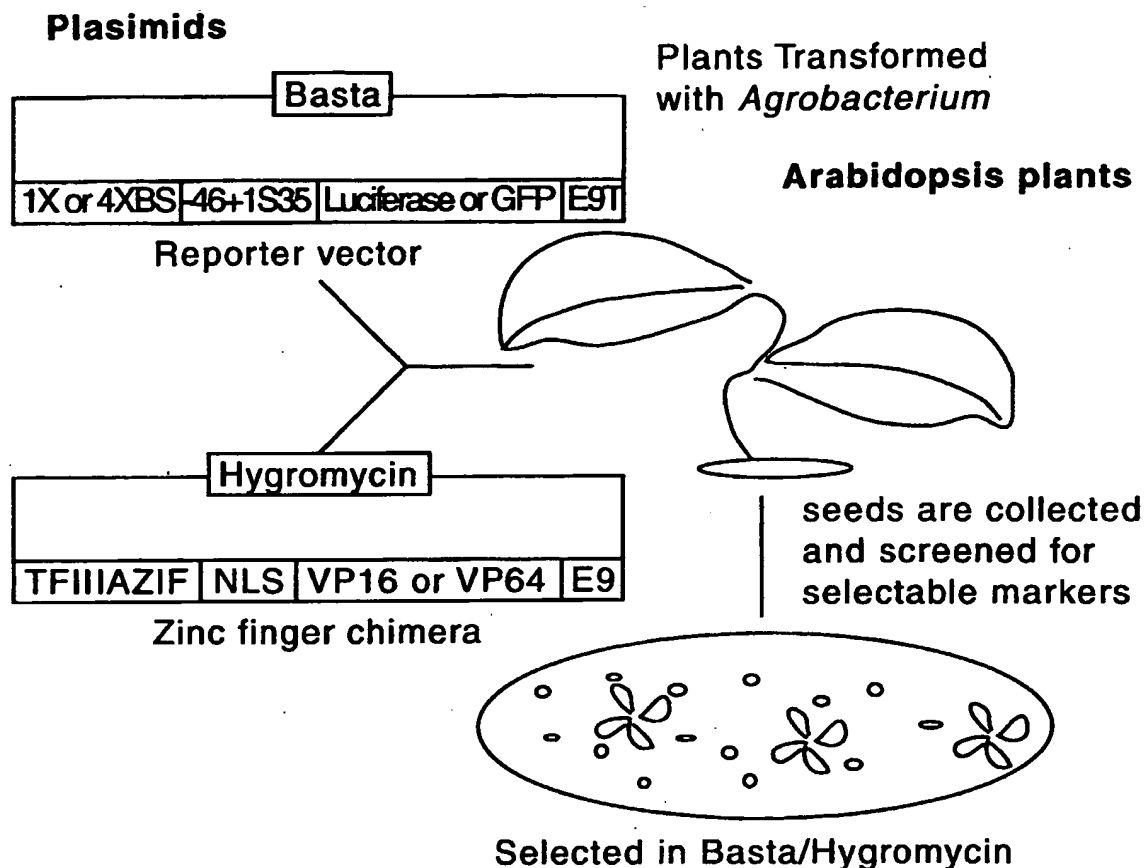 Plasimids
Plants Transformed
with Agrobacterium
Basta
Arabidopsis plants
1X or 4XBS -46+1S35 Luciferase or GFP E9T
Reporter vector
Hygromycin
TFIIIAZIF NLS VP16 or VP64 E9
Zinc finger chimera
seeds are collected
and screened for
selectable markers
Selected in Basta/Hygromycin